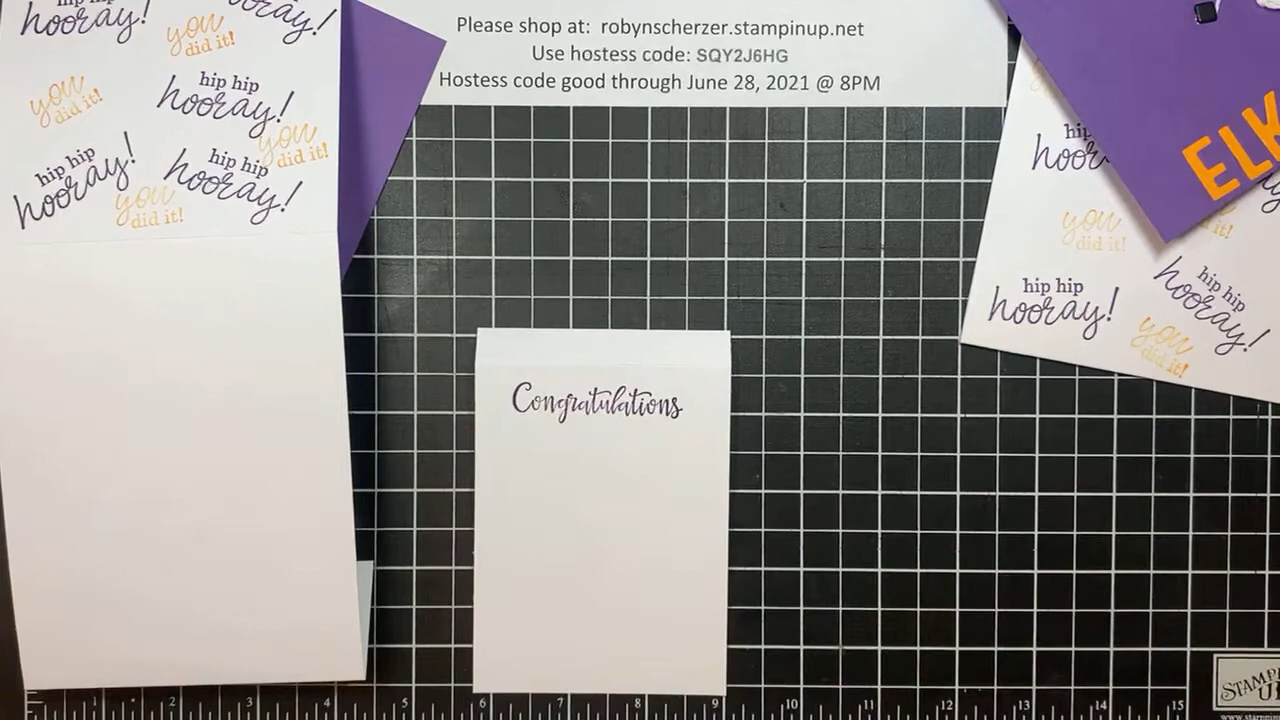 Please shop at: robynscherzer.stampinup.net
Use hostess code: SQY2J6HG
Hostess code good through June 28, 2021 @ 8PM
hooray!
hooray!
you
did it!
you
did it!
hip hip
hooray!
you
did it!
hip hip
hooray!
hip hip
hooray!
you
did it!
Congratulations
ELK
hip
you
did it!
hip hip
hooray!
hip hip
hooray!
you
did it!
1 2 3 4 5 6 7 8 9 10 11 12 13 14 15